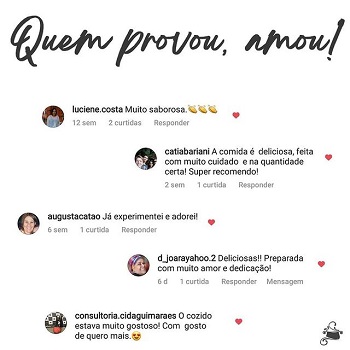 Quem provou, amou!
luciene.costa Muito saborosa.👏👏👏
12 sem 2 curtidas Responder
catiabariani A comida é deliciosa, feita
com muito cuidado e na quantidade
certa! Super recomendo!
2 sem 1 curtida Responder
augustacatao Já experimentei e adorei!
6 sem 1 curtida Responder
d_joarayahoo.2 Deliciosas!! Preparada
com muito amor e dedicação!
6 d 1 curtida Responder Mensagem
consultoria.cidaguimaraes O cozido
estava muito gostoso! Com gosto
de quero mais.😍